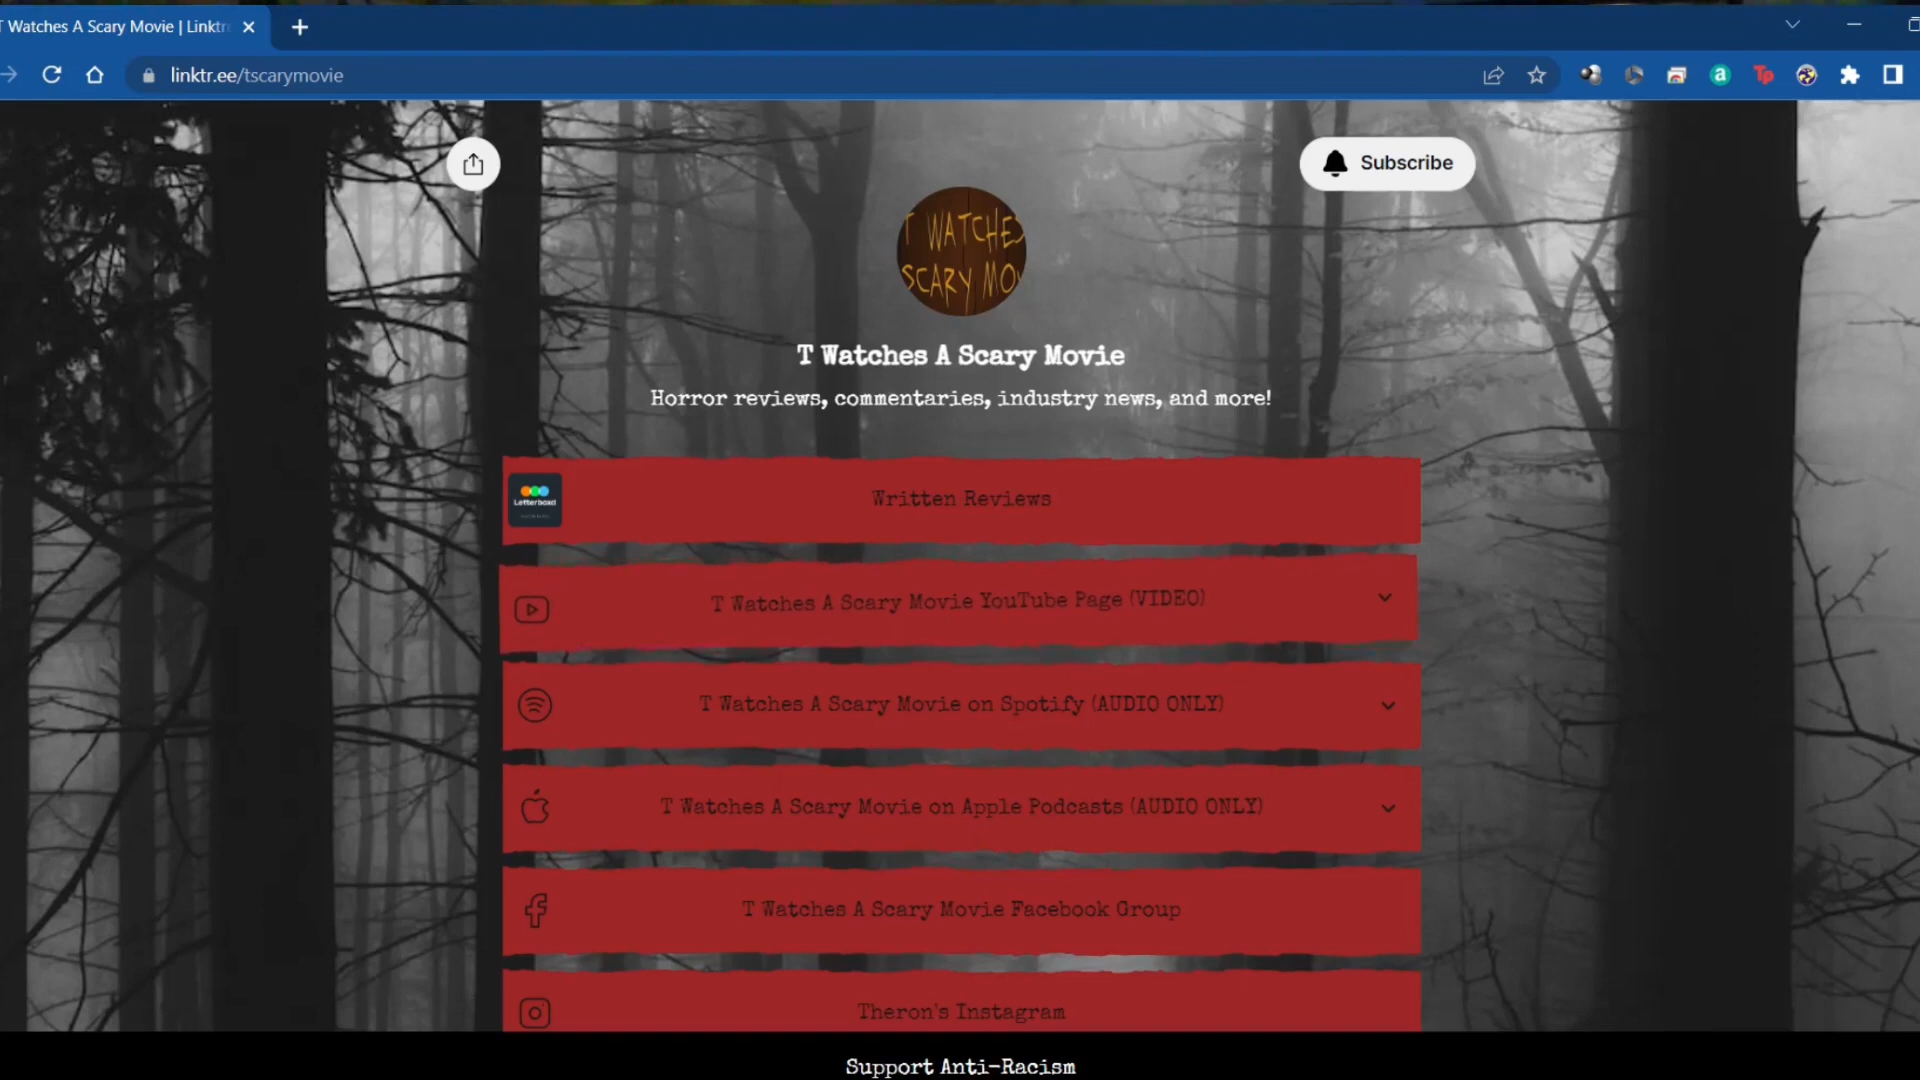 T Watches A Scary Movie | Linktr
linktr.ee/tscarymovie
Subscribe
T WATCHES
SCARY MO
T Watches A Scary Movie
Horror reviews, commentaries, industry news, and more!
Letterboxd
Written Reviews
T Watches A Scary Movie YouTube Page (VIDEO)
T Watches A Scary Movie on Spotify (AUDIO ONLY)
T Watches A Scary Movie on Apple Podcasts (AUDIO ONLY)
T Watches A Scary Movie Facebook Group
Theron's Instagram
Support Anti-Racism